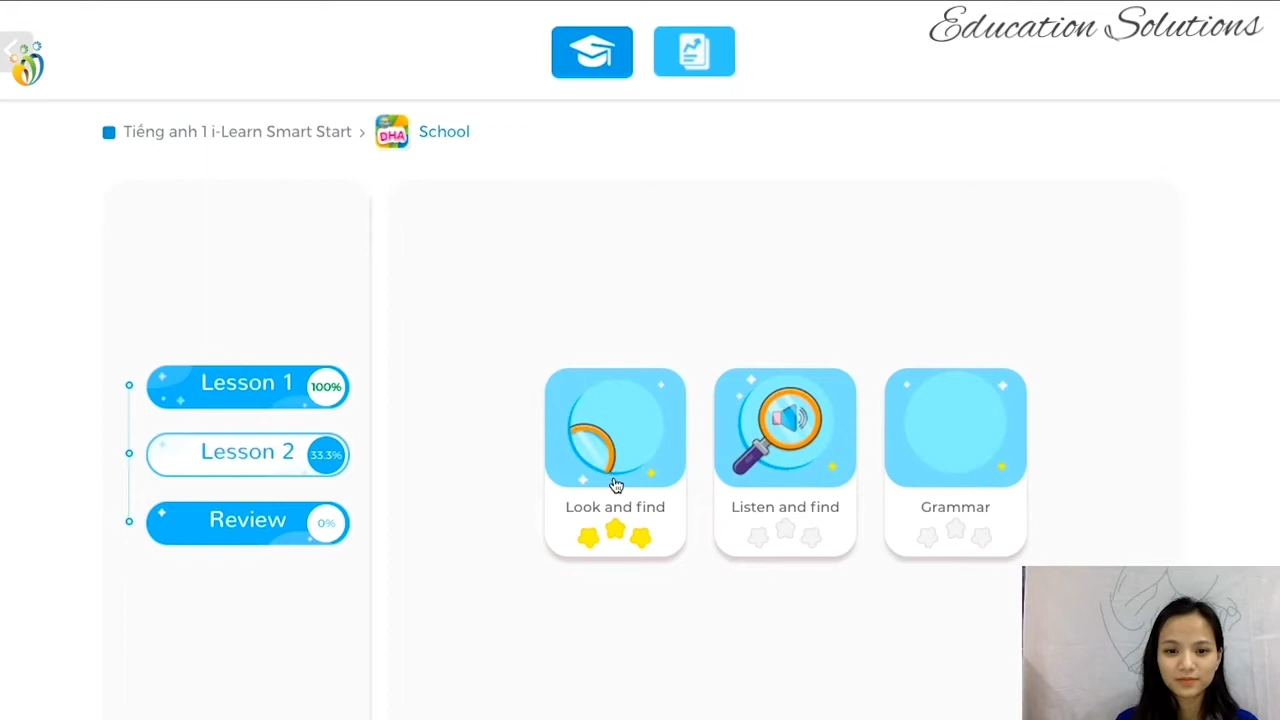 Education Solutions
Tiếng anh 1 i-Learn Smart Start › DHA School
Lesson 1 100%
Lesson 2 33.3%
Review 0%
Look and find
Listen and find
Grammar